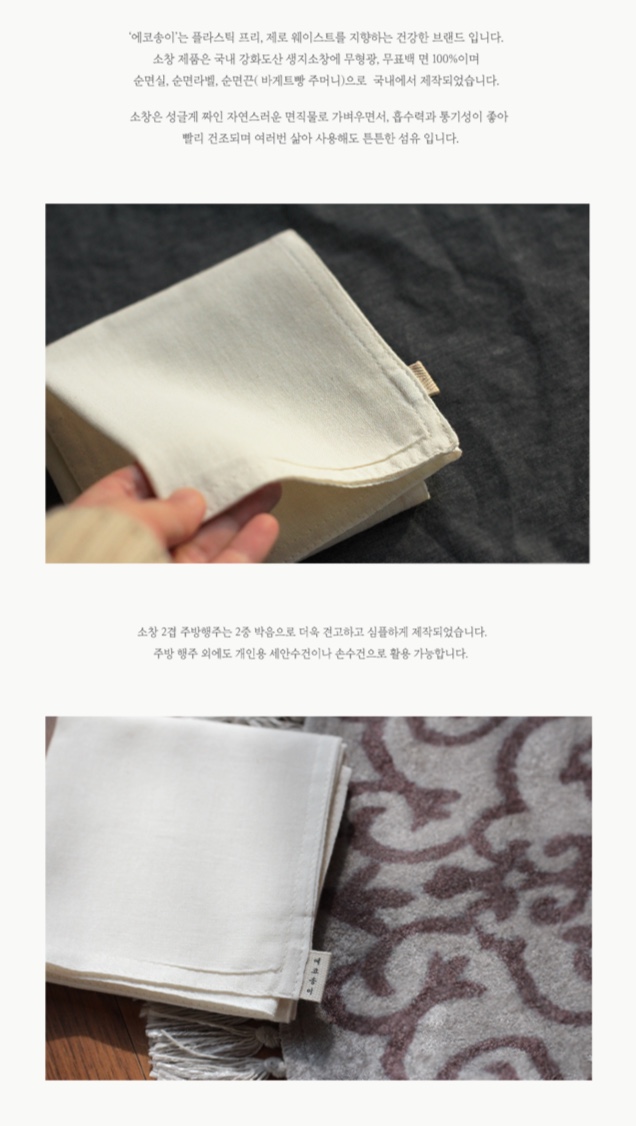 '에코송이'는 플라스틱 프리, 제로 웨이스트를 지향하는 건강한 브랜드 입니다.
소창 제품은 국내 강화도산 생지소창에 무형광, 무표백 면 100%이며
순면실, 순면라벨, 순면끈( 바게트빵 주머니)으로 국내에서 제작되었습니다.
소창은 성글게 짜인 자연스러운 면직물로 가벼우면서, 흡수력과 통기성이 좋아
빨리 건조되며 여러번 삶아 사용해도 튼튼한 섬유 입니다.
소창 2겹 주방행주는 2중 박음으로 더욱 견고하고 심플하게 제작되었습니다.
주방 행주 외에도 개인용 세안수건이나 손수건으로 활용 가능합니다.
에코송이